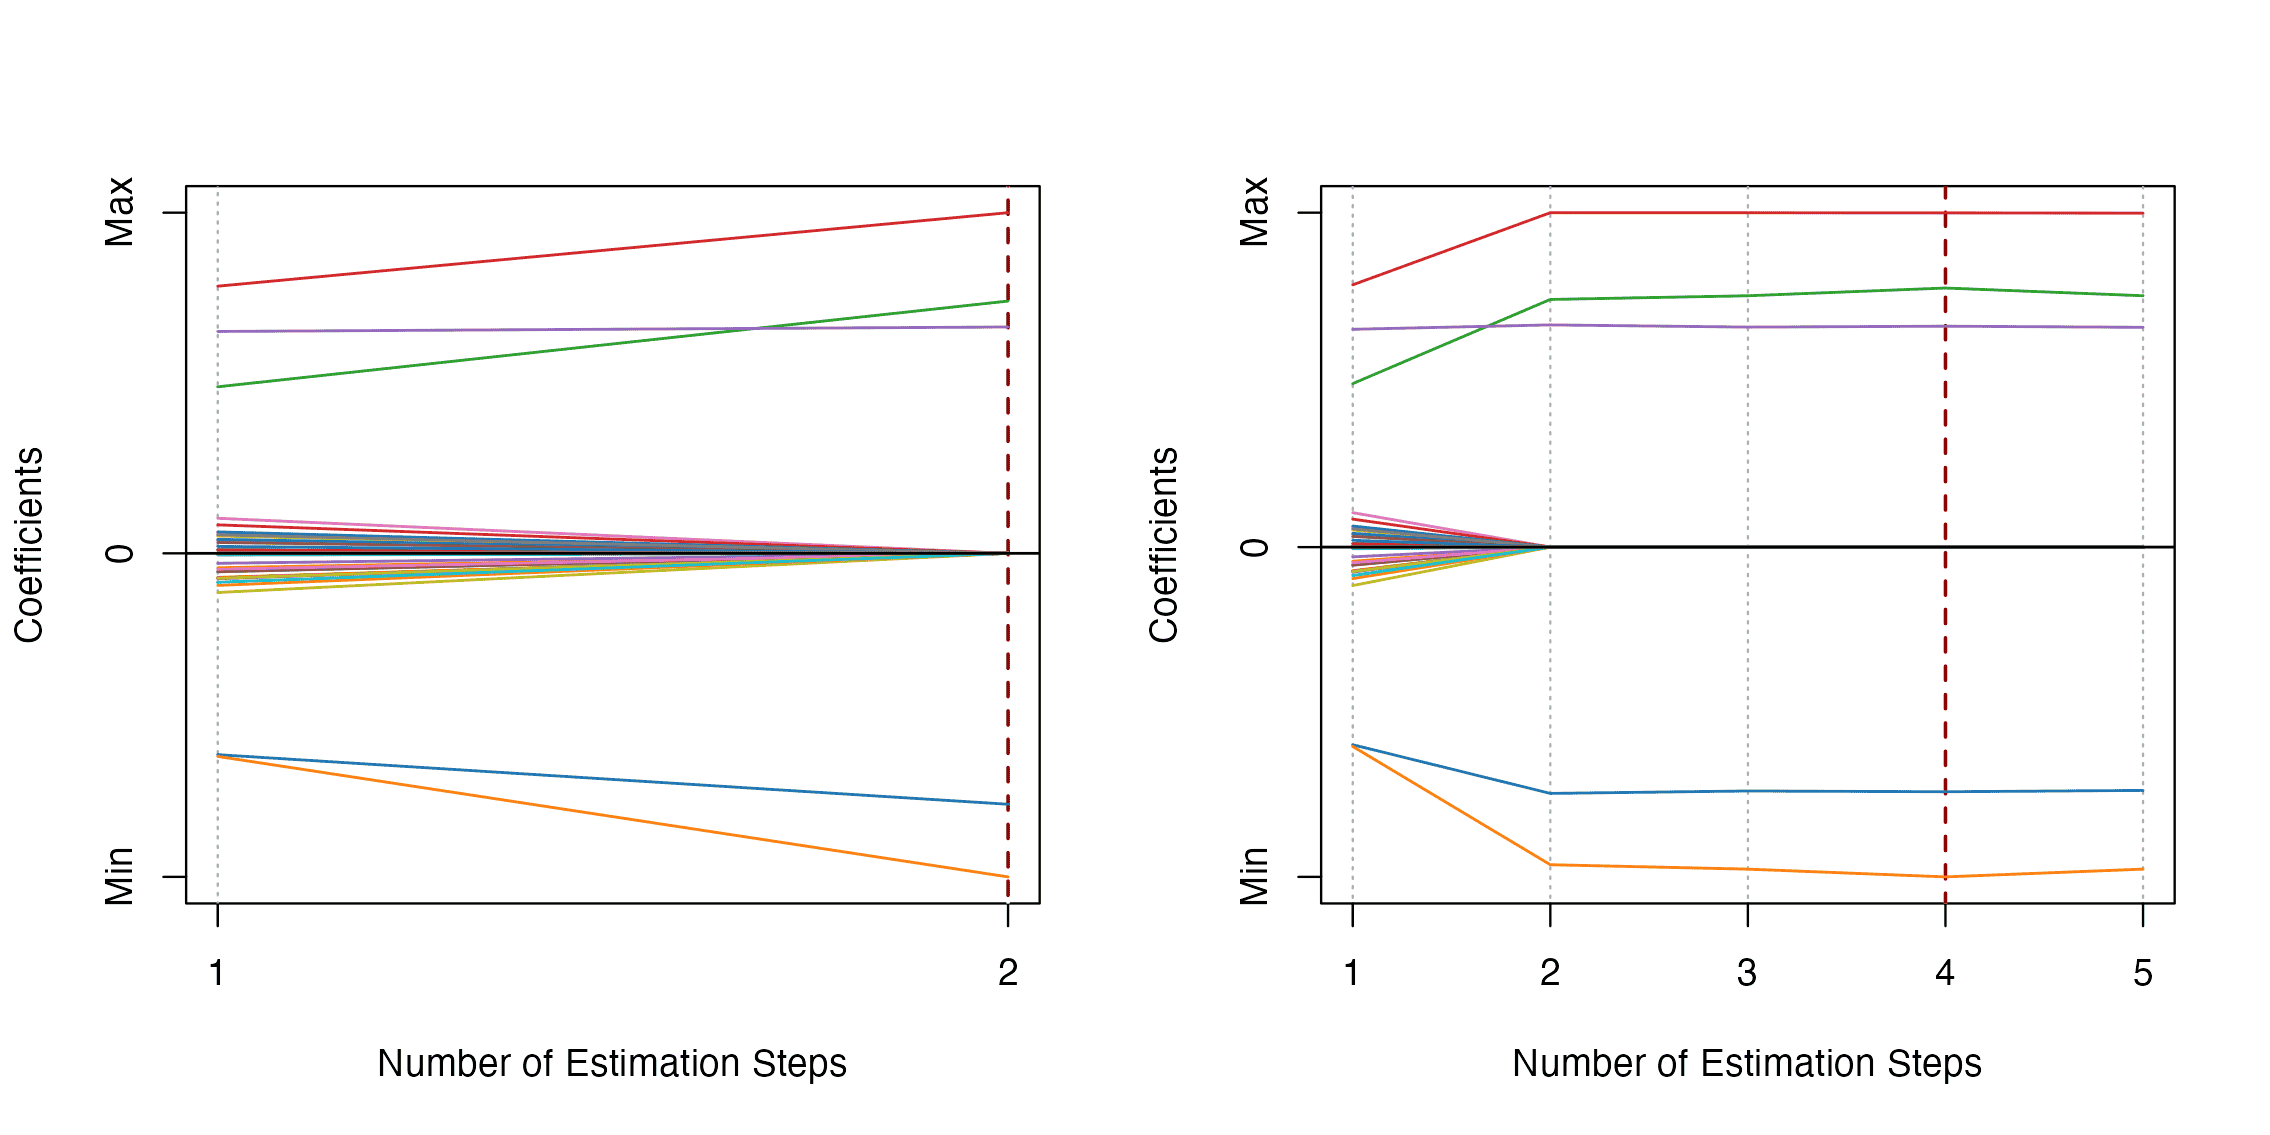 Max
0
Min
Coefficients
1
2
Number of Estimation Steps
Max
0
Min
Coefficients
1
2
3
4
5
Number of Estimation Steps